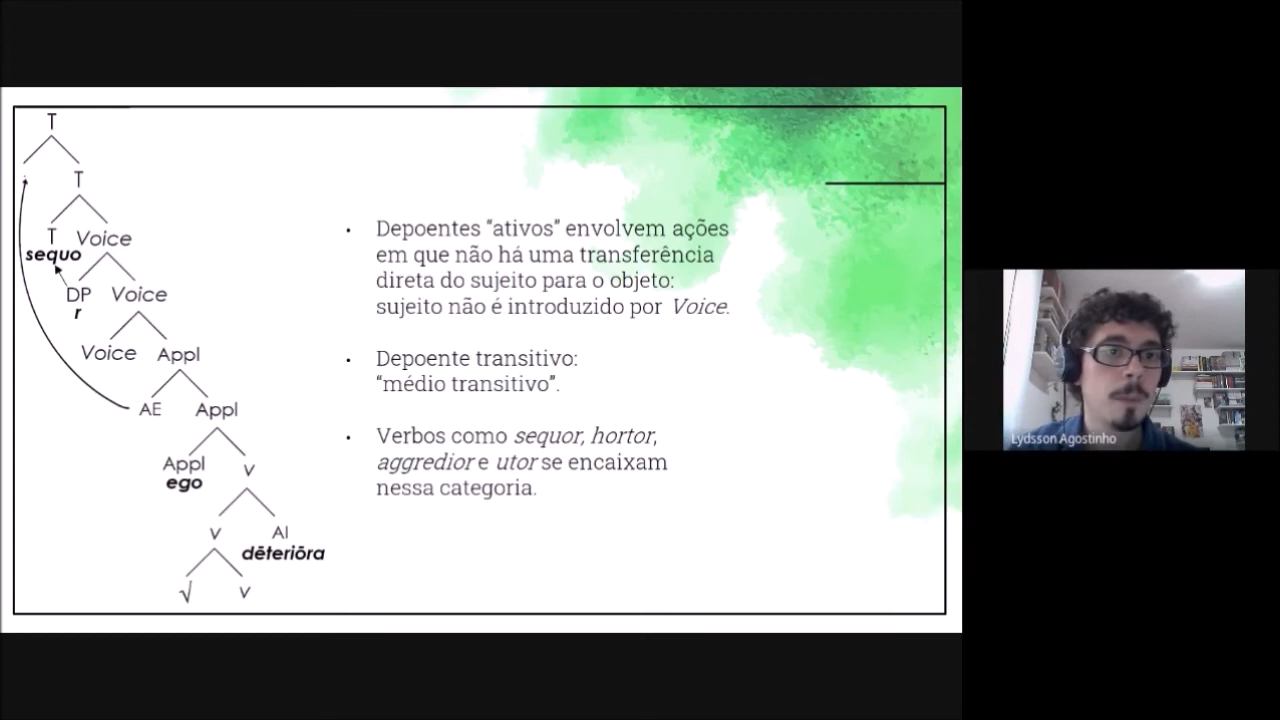 T
T
T Voice
sequo
DP Voice
r
Voice Appl
AE Appl
Appl v
ego
v AI
dēteriōra
√ v
• Depoentes “ativos” envolvem ações
em que não há uma transferência
direta do sujeito para o objeto:
sujeito não é introduzido por Voice.
• Depoente transitivo:
“médio transitivo”.
• Verbos como sequor, hortor,
aggredior e utor se encaixam
nessa categoria.
Lydsson Agostinho